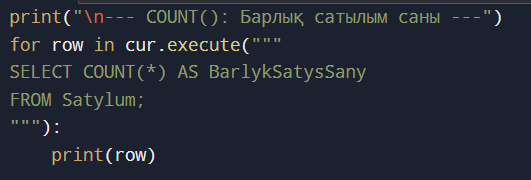 print("\n--- COUNT(): Барлық сатылым саны ---")
for row in cur.execute("""
SELECT COUNT(*) AS BarlykSatysSany
FROM Satylum;
"""):
    print(row)